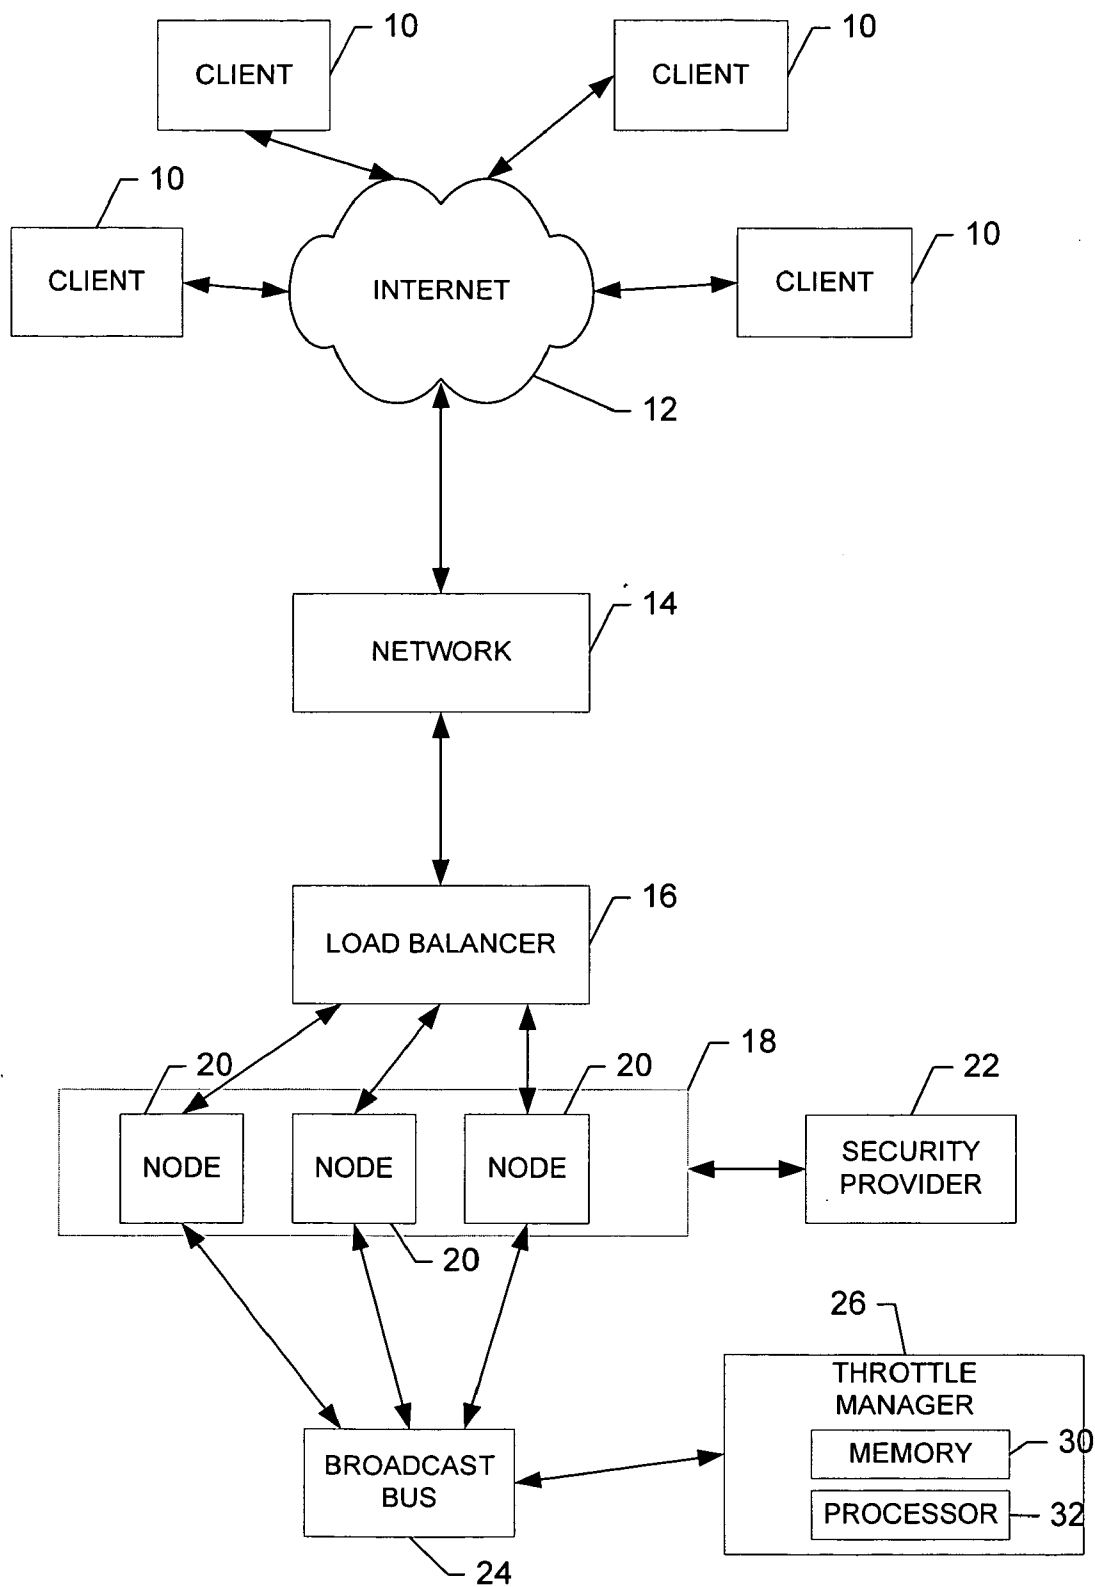 10
CLIENT
10
CLIENT
10
CLIENT
INTERNET
10
CLIENT
12
14
NETWORK
16
LOAD BALANCER
18
20
20
22
NODE
NODE
NODE
SECURITY
PROVIDER
20
26
THROTTLE
MANAGER
MEMORY
30
PROCESSOR
32
BROADCAST
BUS
24